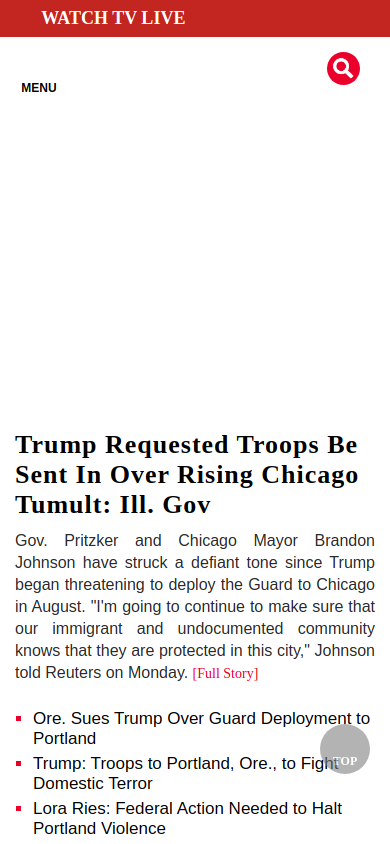 WATCH TV LIVE
MENU
Trump Requested Troops Be
Sent In Over Rising Chicago
Tumult: Ill. Gov
Gov. Pritzker and Chicago Mayor Brandon
Johnson have struck a defiant tone since Trump
began threatening to deploy the Guard to Chicago
in August. "I'm going to continue to make sure that
our immigrant and undocumented community
knows that they are protected in this city," Johnson
told Reuters on Monday. [Full Story]
Ore. Sues Trump Over Guard Deployment to
Portland
Trump: Troops to Portland, Ore., to Fight
Domestic Terror
TOP
Lora Ries: Federal Action Needed to Halt
Portland Violence